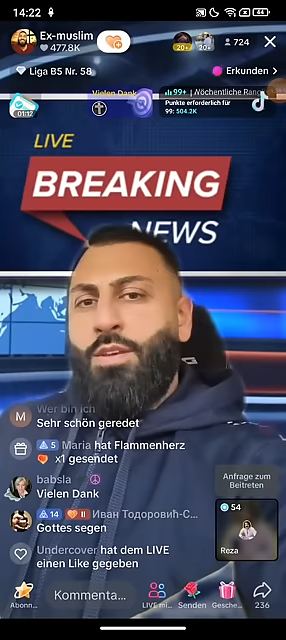 14:22
44
Ex-muslim
477.8K
20+
20+
724
Liga B5 Nr. 58
Erkunden
01:12
Vielen Dank
99+ | Wöchentliche Rang
Punkte erforderlich für
99: 504.2K
LIVE
BREAKING
NEWS
Wer bin ich
M
Sehr schön geredet
5 Maria hat Flammenherz
x1 gesendet
babsla
Vielen Dank
14 II Иван Тодоровић-С...
Gottes segen
Undercover hat dem LIVE
einen Like gegeben
Anfrage zum
Beitreten
54
Reza
Kommenta...
Abonn...
LIVE mi...
Senden
Gesche...
236